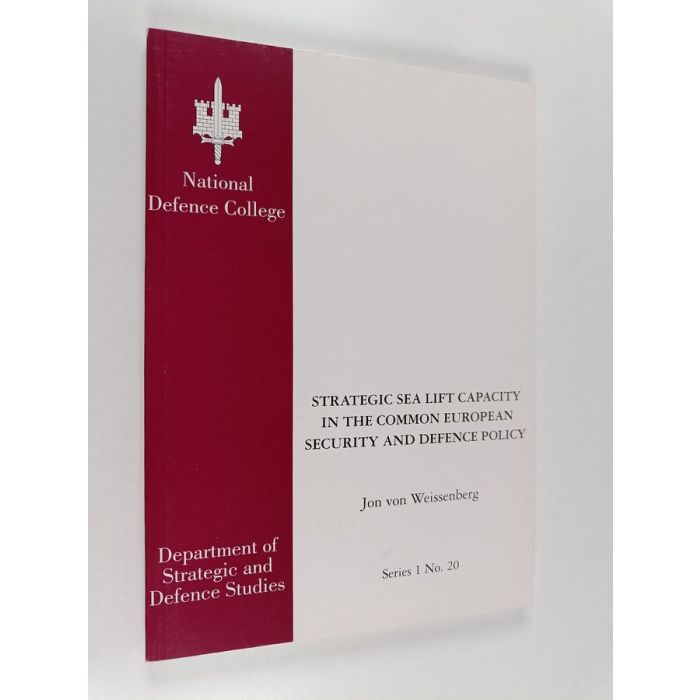 National
Defence College
STRATEGIC SEA LIFT CAPACITY
IN THE COMMON EUROPEAN
SECURITY AND DEFENCE POLICY
Jon von Weissenberg
Series 1 No. 20
Department of
Strategic and
Defence Studies